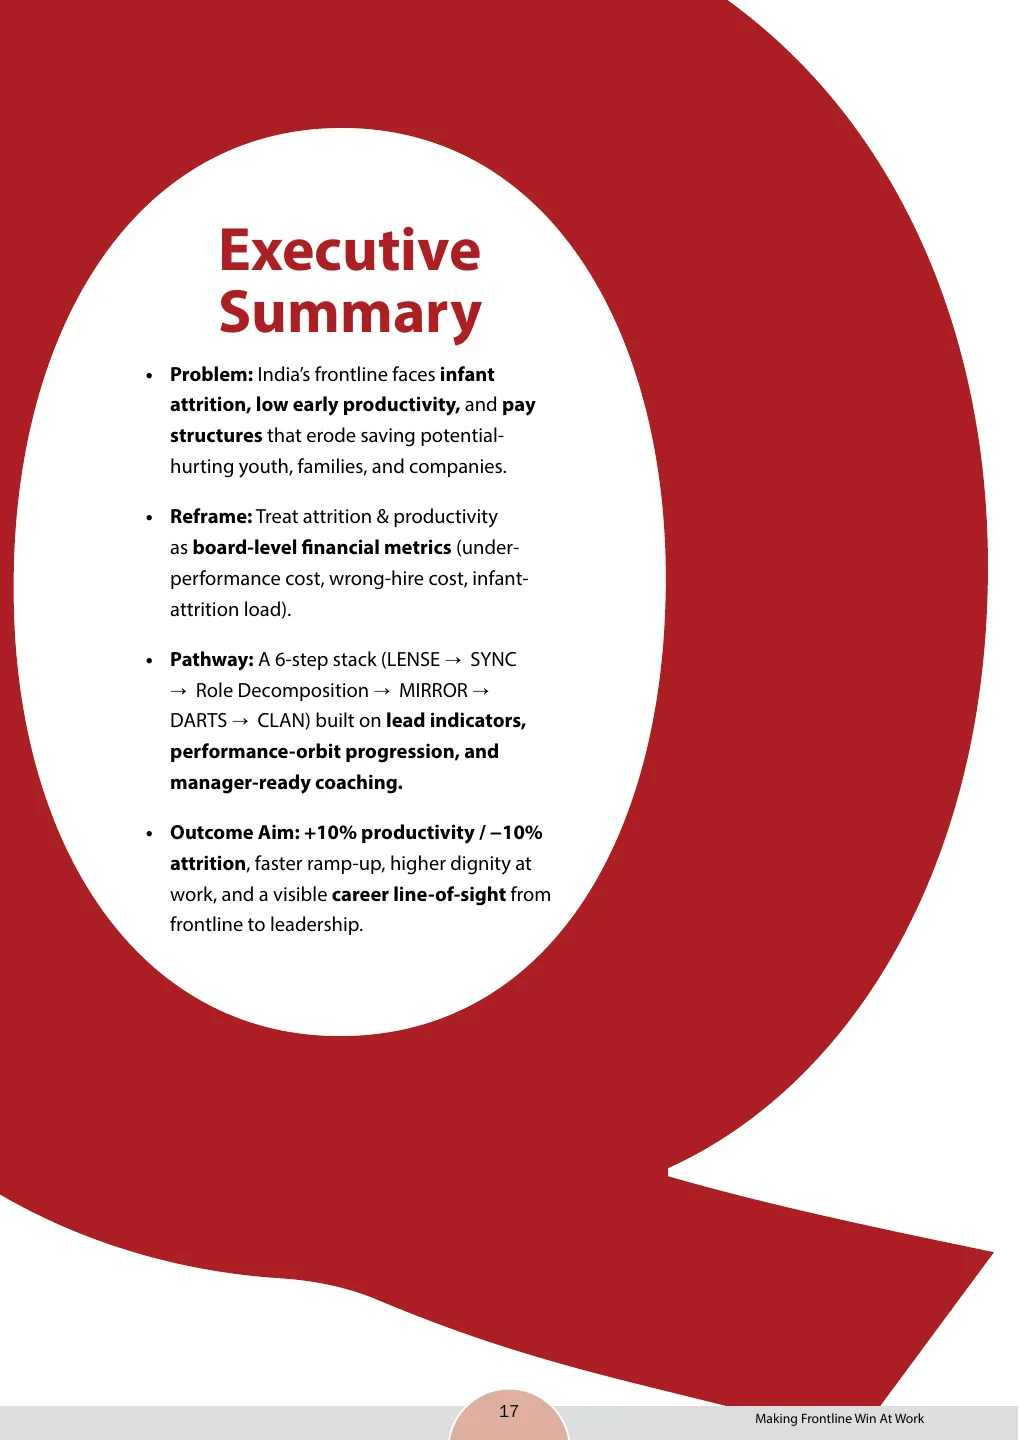 Executive
Summary
• Problem: India’s frontline faces infant
attrition, low early productivity, and pay
structures that erode saving potential-
hurting youth, families, and companies.
• Reframe: Treat attrition & productivity
as board-level financial metrics (under-
performance cost, wrong-hire cost, infant-
attrition load).
• Pathway: A 6-step stack (LENSE → SYNC
→ Role Decomposition → MIRROR →
DARTS → CLAN) built on lead indicators,
performance-orbit progression, and
manager-ready coaching.
• Outcome Aim: +10% productivity / –10%
attrition, faster ramp-up, higher dignity at
work, and a visible career line-of-sight from
frontline to leadership.
17
Making Frontline Win At Work